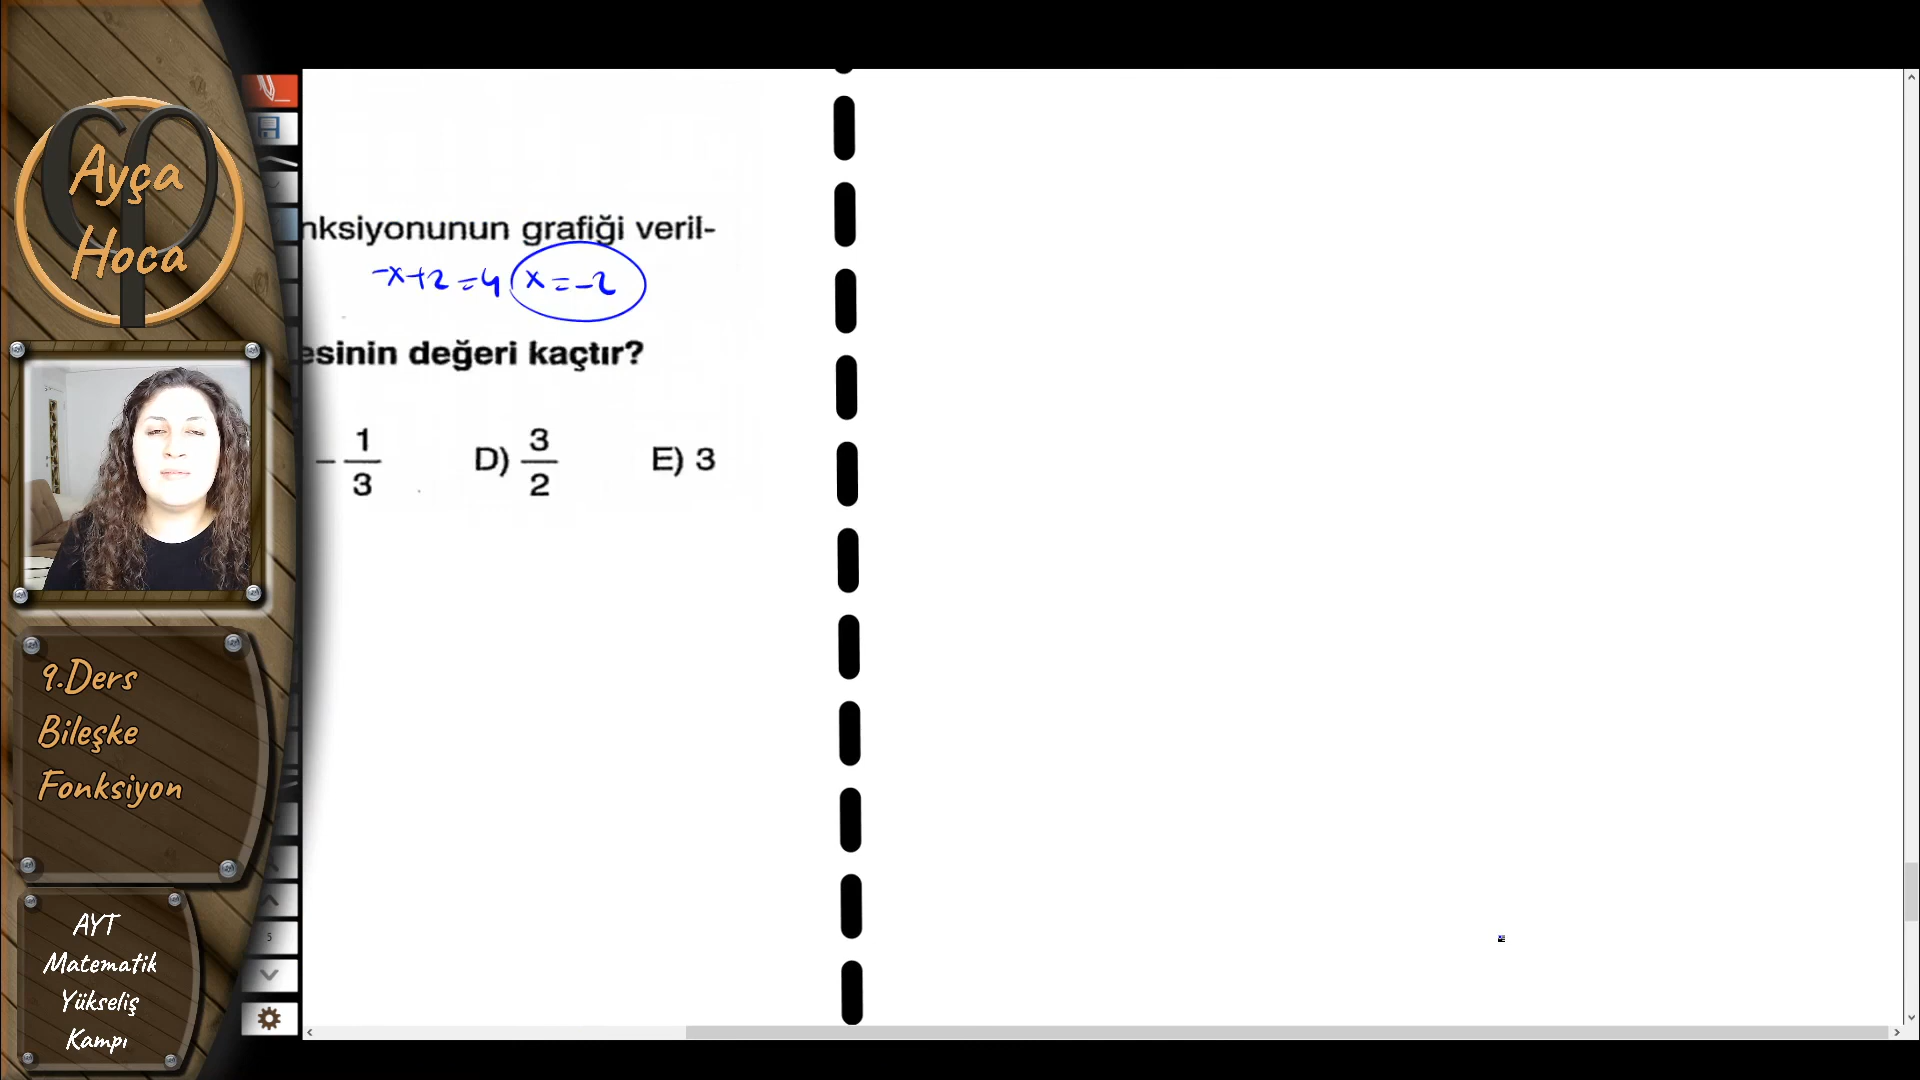 Ayça
Hoca
9.Ders
Bileşke
Fonksiyon
AYT
Matematik
Yükseliş
Kampı
5
nksiyonunun grafiği veril-
-x+2=4 x=-2
esinin değeri kaçtır?
-1/3 D) 3/2 E) 3